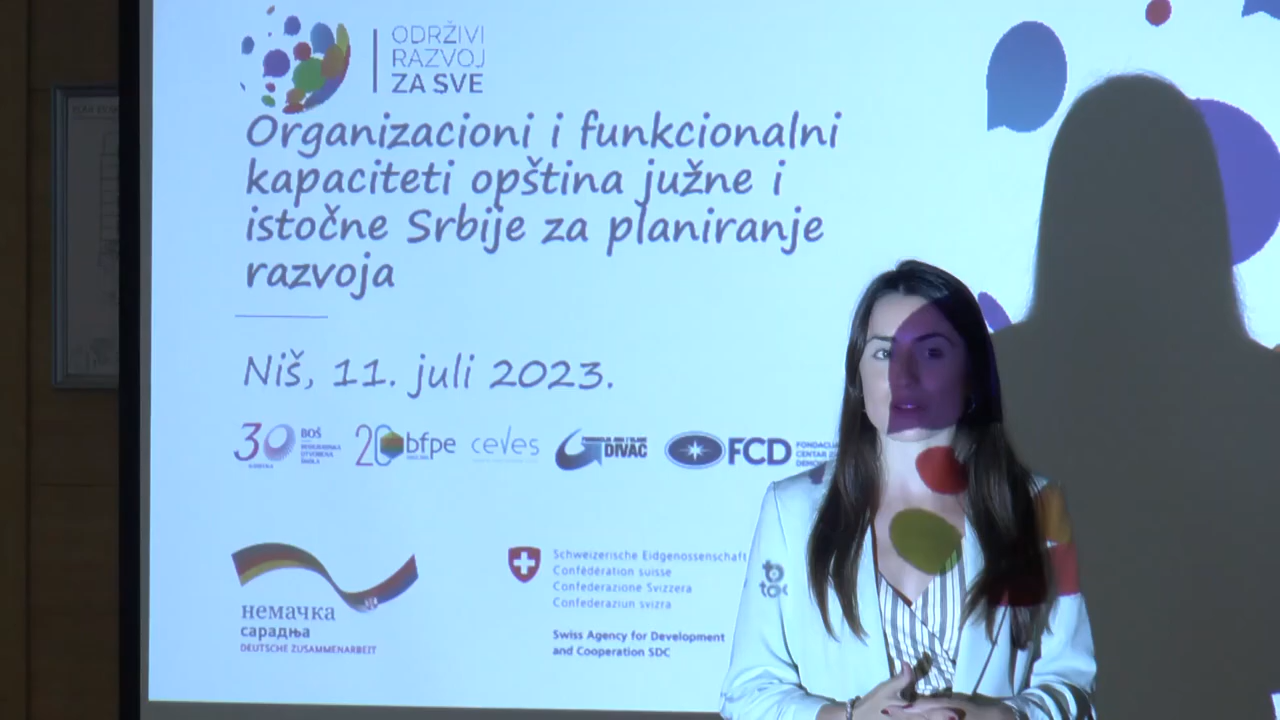 ODRŽIVI
RAZVOJ
ZA SVE
Organizacioni i funkcionalni
kapaciteti opština južne i
istočne Srbije za planiranje
razvoja
Niš, 11. juli 2023.
30 BOŠ
20 bfpe ceves DIVAC FCD FONDACIJA
CENTAR
Schweizerische Eidgenossenschaft
Confédération suisse
Confederazione Svizzera
Confederaziun svizra
немачка
сарадња
DEUTSCHE ZUSAMMENARBEIT
Swiss Agency for Development
and Cooperation SDC